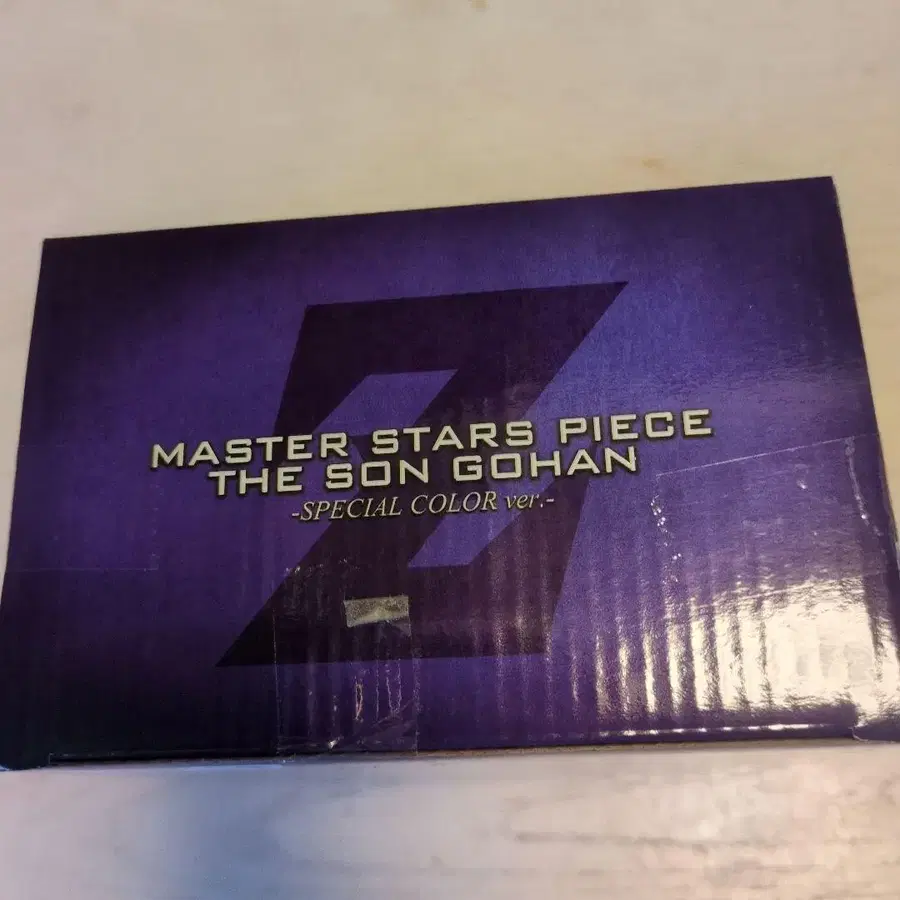 Z
MASTER STARS PIECE
THE SON GOHAN
-SPECIAL COLOR ver.-